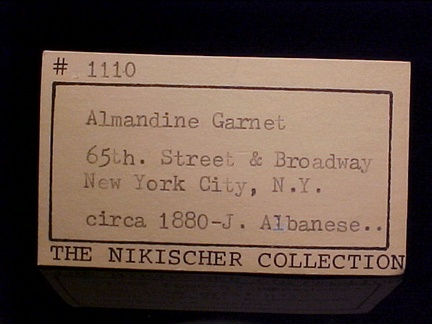 # 1110
Almandine Garnet
65th. Street & Broadway
New York City, N.Y.
circa 1880-J. Albanese..
THE NIKISCHER COLLECTION